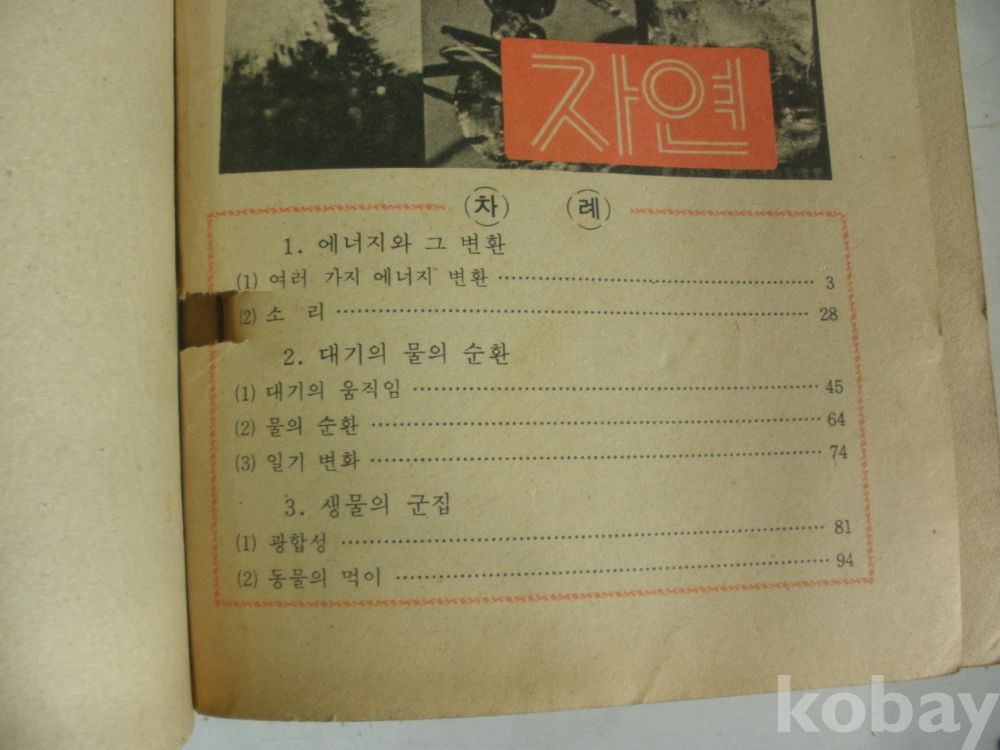 자연
(차) (례)
1. 에너지와 그 변환
(1) 여러 가지 에너지 변환 ················ 3
(2) 소 리 ················ 28
2. 대기의 물의 순환
(1) 대기의 움직임 ················ 45
(2) 물의 순환 ················ 64
(3) 일기 변화 ················ 74
3. 생물의 군집
(1) 광합성 ················ 81
(2) 동물의 먹이 ················ 94
kobay